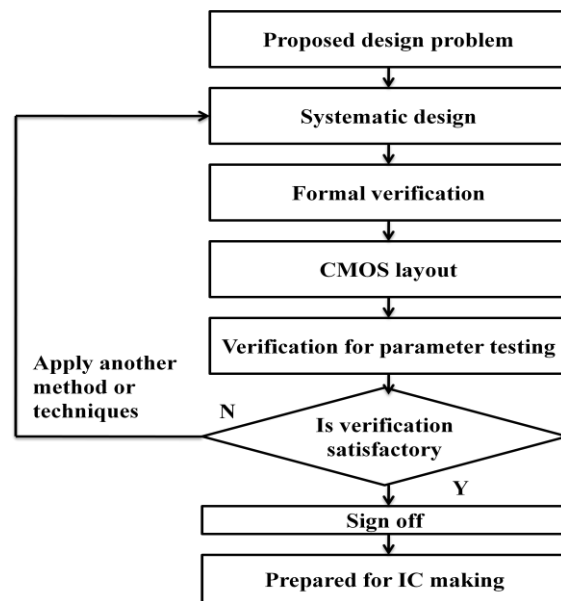 Proposed design problem
Systematic design
Formal verification
CMOS layout
Verification for parameter testing
Apply another
method or
techniques
N
Is verification
satisfactory
Y
Sign off
Prepared for IC making